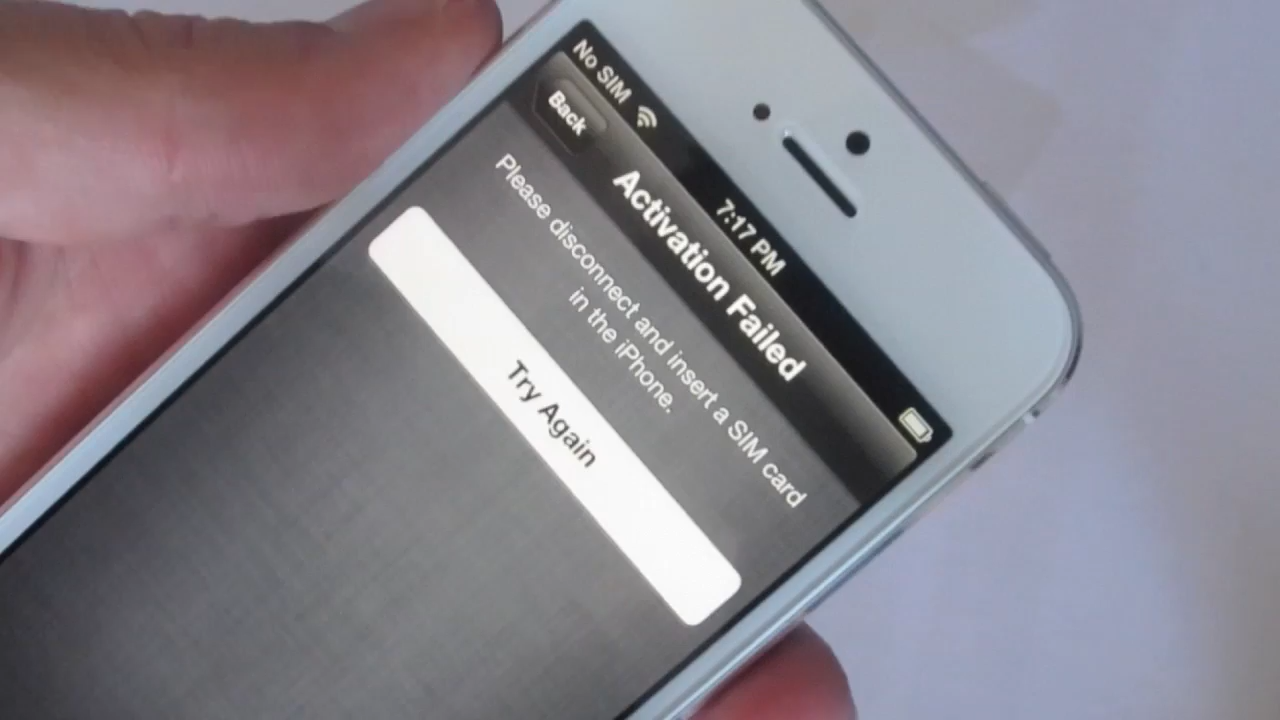 No SIM 7:17 PM
Back Activation Failed
Please disconnect and insert a SIM card
in the iPhone.
Try Again